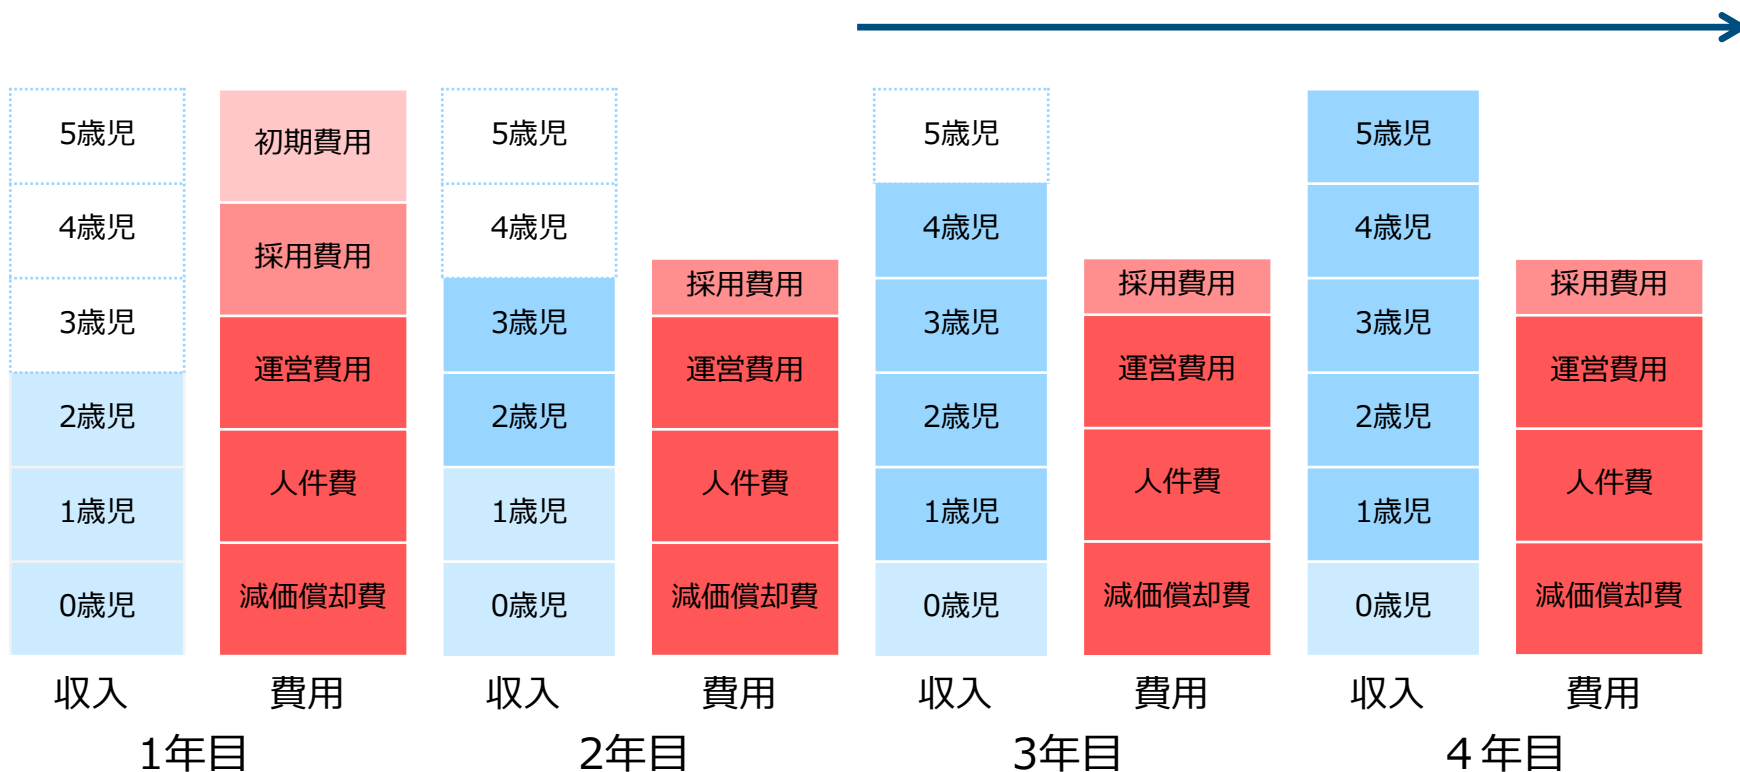 5歳児
4歳児
3歳児
2歳児
1歳児
0歳児
収入
初期費用
採用費用
運営費用
人件費
減価償却費
費用
1年目
5歳児
4歳児
3歳児
2歳児
1歳児
0歳児
収入
採用費用
運営費用
人件費
減価償却費
費用
2年目
5歳児
4歳児
3歳児
2歳児
1歳児
0歳児
収入
採用費用
運営費用
人件費
減価償却費
費用
3年目
5歳児
4歳児
3歳児
2歳児
1歳児
0歳児
収入
採用費用
運営費用
人件費
減価償却費
費用
４年目